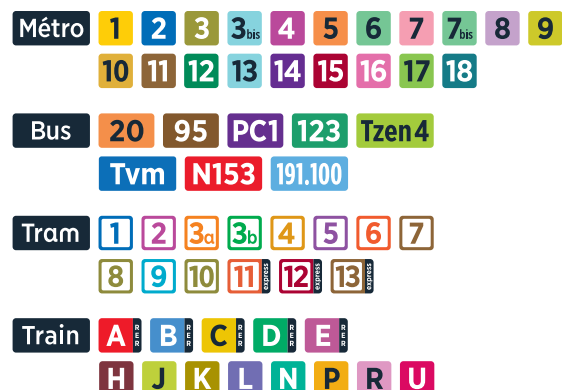 Métro 1 2 3 3bis 4 5 6 7 7bis 8 9
10 11 12 13 14 15 16 17 18
Bus 20 95 PC1 123 Tzen 4
Tvm N153 191.100
Tram 1 2 3a 3b 4 5 6 7
8 9 10 11 express 12 express 13 express
Train A RER B RER C RER D RER E RER
H J K L N P R U